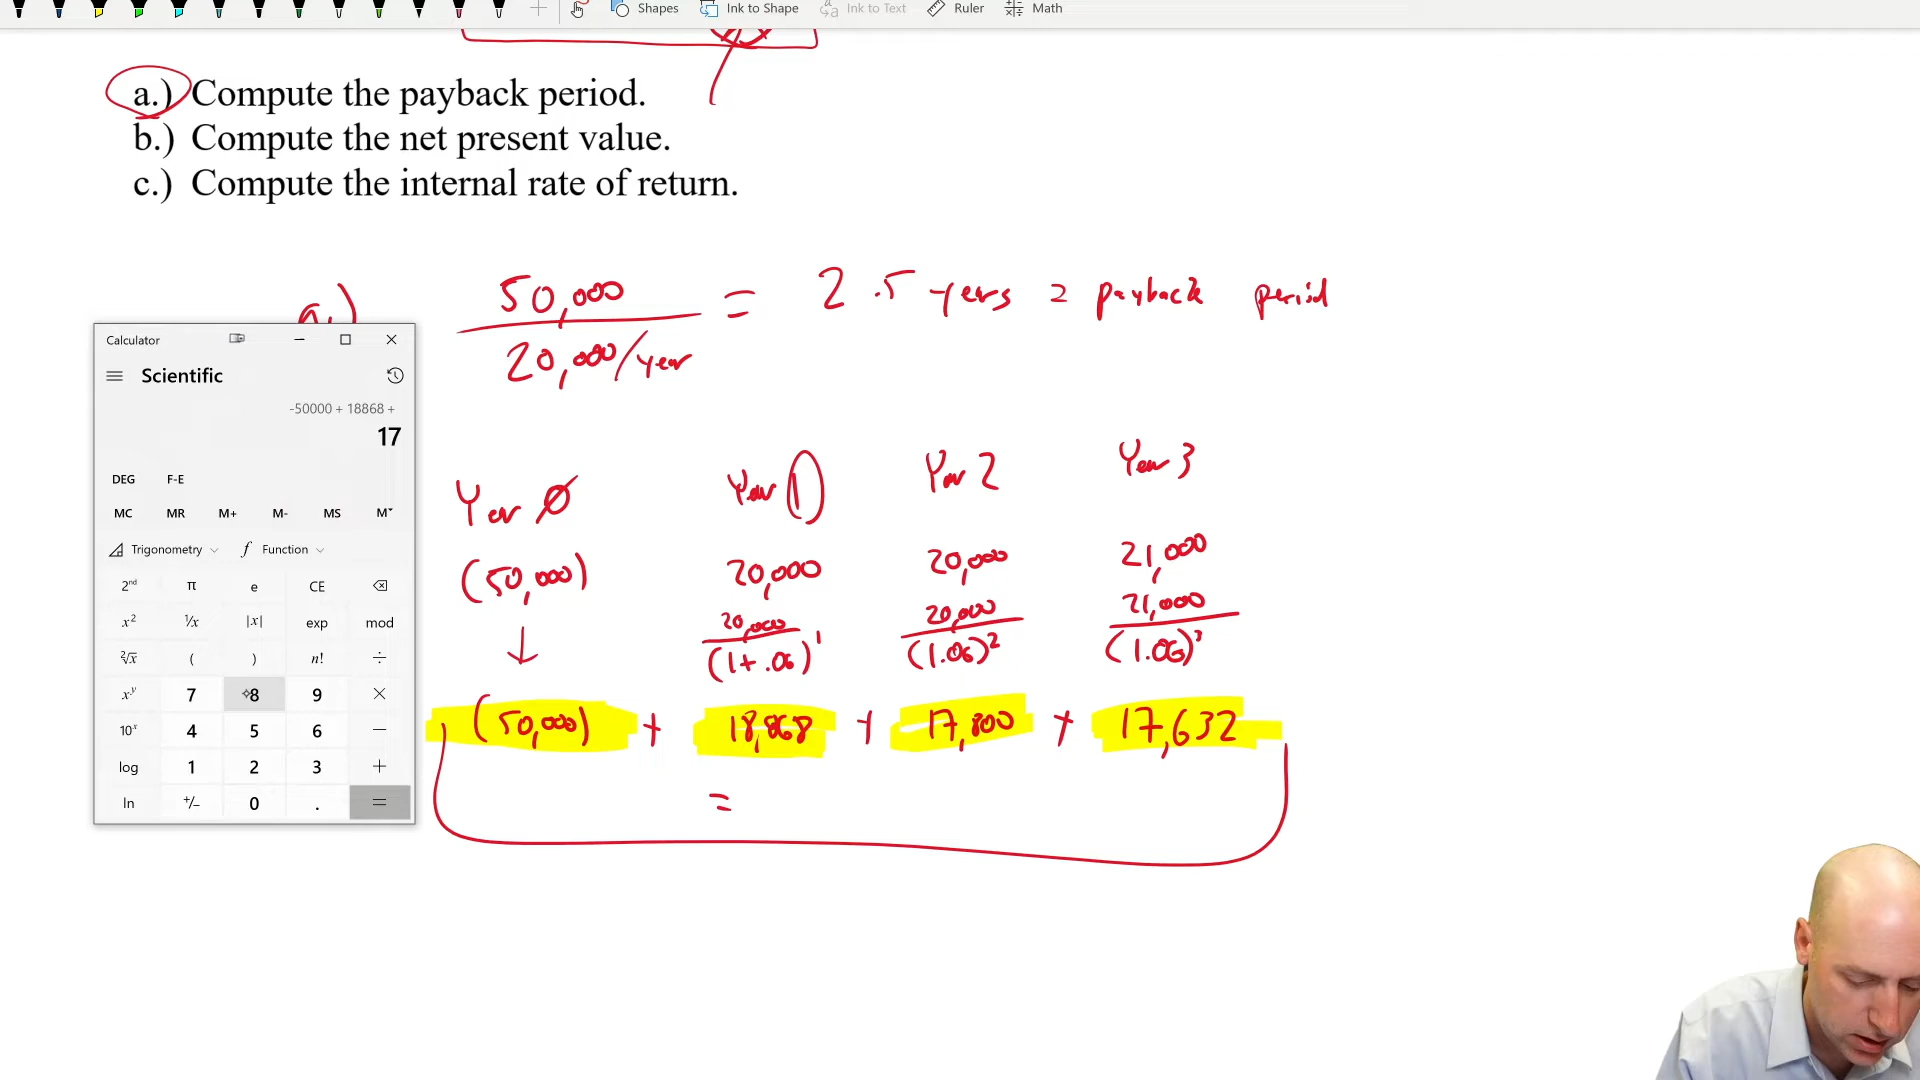 Shapes Ink to Shape Ink to Text Ruler Math
a.) Compute the payback period.
b.) Compute the net present value.
c.) Compute the internal rate of return.
a.)
50,000 = 2.5 years = payback period
20,000/year
Calculator
Scientific
-50000 + 18868 +
17
DEG F-E
MC MR M+ M- MS M
Trigonometry f Function
2nd π e CE
x² ¹/x |x| exp mod
²√x ( ) n! ÷
xʸ 7 8 9 ×
10ˣ 4 5 6 −
log 1 2 3 +
ln +/− 0 . =
Year 0 Year 1 Year 2 Year 3
(50,000) 20,000 20,000 21,000
20,000 20,000 21,000
(1+.06)¹ (1.06)² (1.06)³
(50,000) + 18,868 + 17,800 + 17,632
=